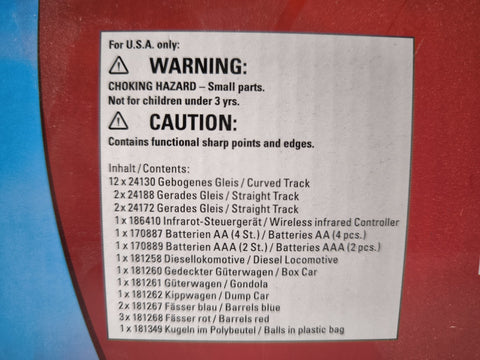 For U.S.A. only:
⚠ WARNING:
CHOKING HAZARD – Small parts.
Not for children under 3 yrs.
⚠ CAUTION:
Contains functional sharp points and edges.
Inhalt / Contents:
12 x 24130 Gebogenes Gleis / Curved Track
2 x 24188 Gerades Gleis / Straight Track
2 x 24172 Gerades Gleis / Straight Track
1 x 186410 Infrarot-Steuergerät / Wireless infrared Controller
1 x 170887 Batterien AA (4 St.) / Batteries AA (4 pcs.)
1 x 170889 Batterien AAA (2 St.) / Batteries AAA (2 pcs.)
1 x 181258 Diesellokomotive / Diesel Locomotive
1 x 181260 Gedeckter Güterwagen / Box Car
1 x 181261 Güterwagen / Gondola
1 x 181262 Kippwagen / Dump Car
2 x 181267 Fässer blau / Barrels blue
3 x 181268 Fässer rot / Barrels red
1 x 181349 Kugeln im Polybeutel / Balls in plastic bag